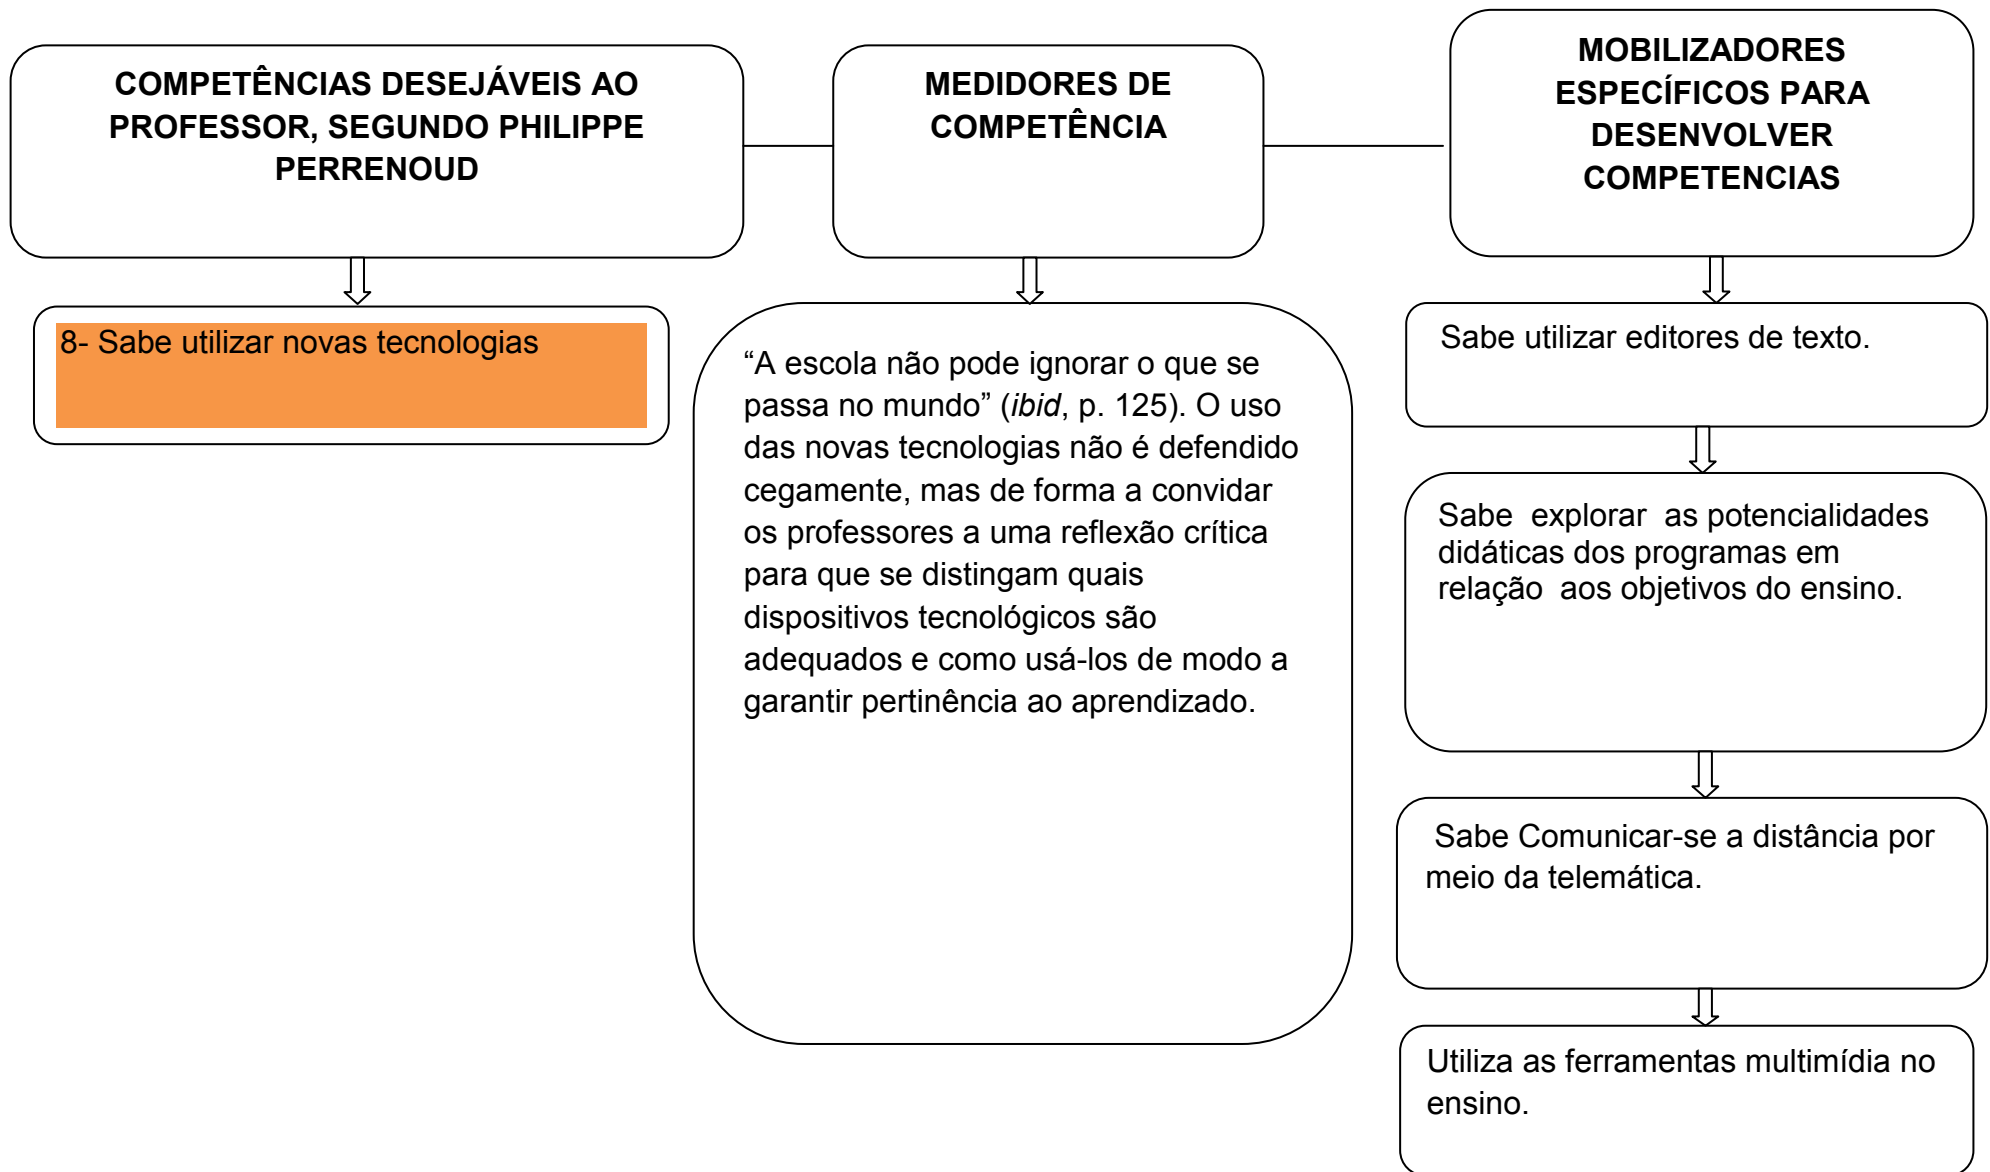 COMPETÊNCIAS DESEJÁVEIS AO
PROFESSOR, SEGUNDO PHILIPPE
PERRENOUD
MEDIDORES DE
COMPETÊNCIA
MOBILIZADORES
ESPECÍFICOS PARA
DESENVOLVER
COMPETENCIAS
8- Sabe utilizar novas tecnologias
“A escola não pode ignorar o que se
passa no mundo” (ibid, p. 125). O uso
das novas tecnologias não é defendido
cegamente, mas de forma a convidar
os professores a uma reflexão crítica
para que se distingam quais
dispositivos tecnológicos são
adequados e como usá-los de modo a
garantir pertinência ao aprendizado.
Sabe utilizar editores de texto.
Sabe explorar as potencialidades
didáticas dos programas em
relação aos objetivos do ensino.
Sabe Comunicar-se a distância por
meio da telemática.
Utiliza as ferramentas multimídia no
ensino.